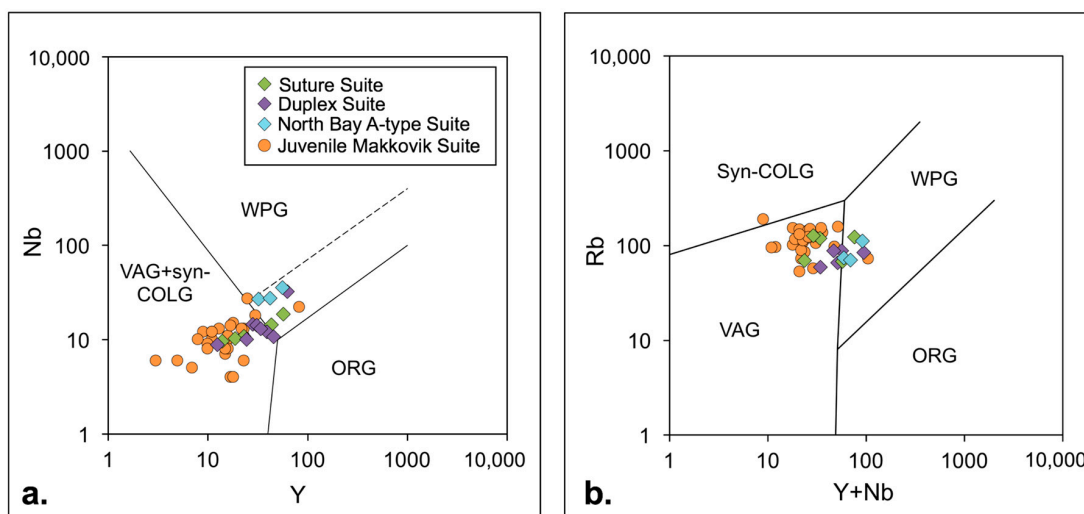 10,000
1000
100
10
1
Nb
Suture Suite
Duplex Suite
North Bay A-type Suite
Juvenile Makkovik Suite
WPG
VAG+syn-
COLG
ORG
1
10
100
1000
10,000
Y
a.
10,000
1000
100
10
1
Rb
Syn-COLG
WPG
VAG
ORG
1
10
100
1000
10,000
Y+Nb
b.